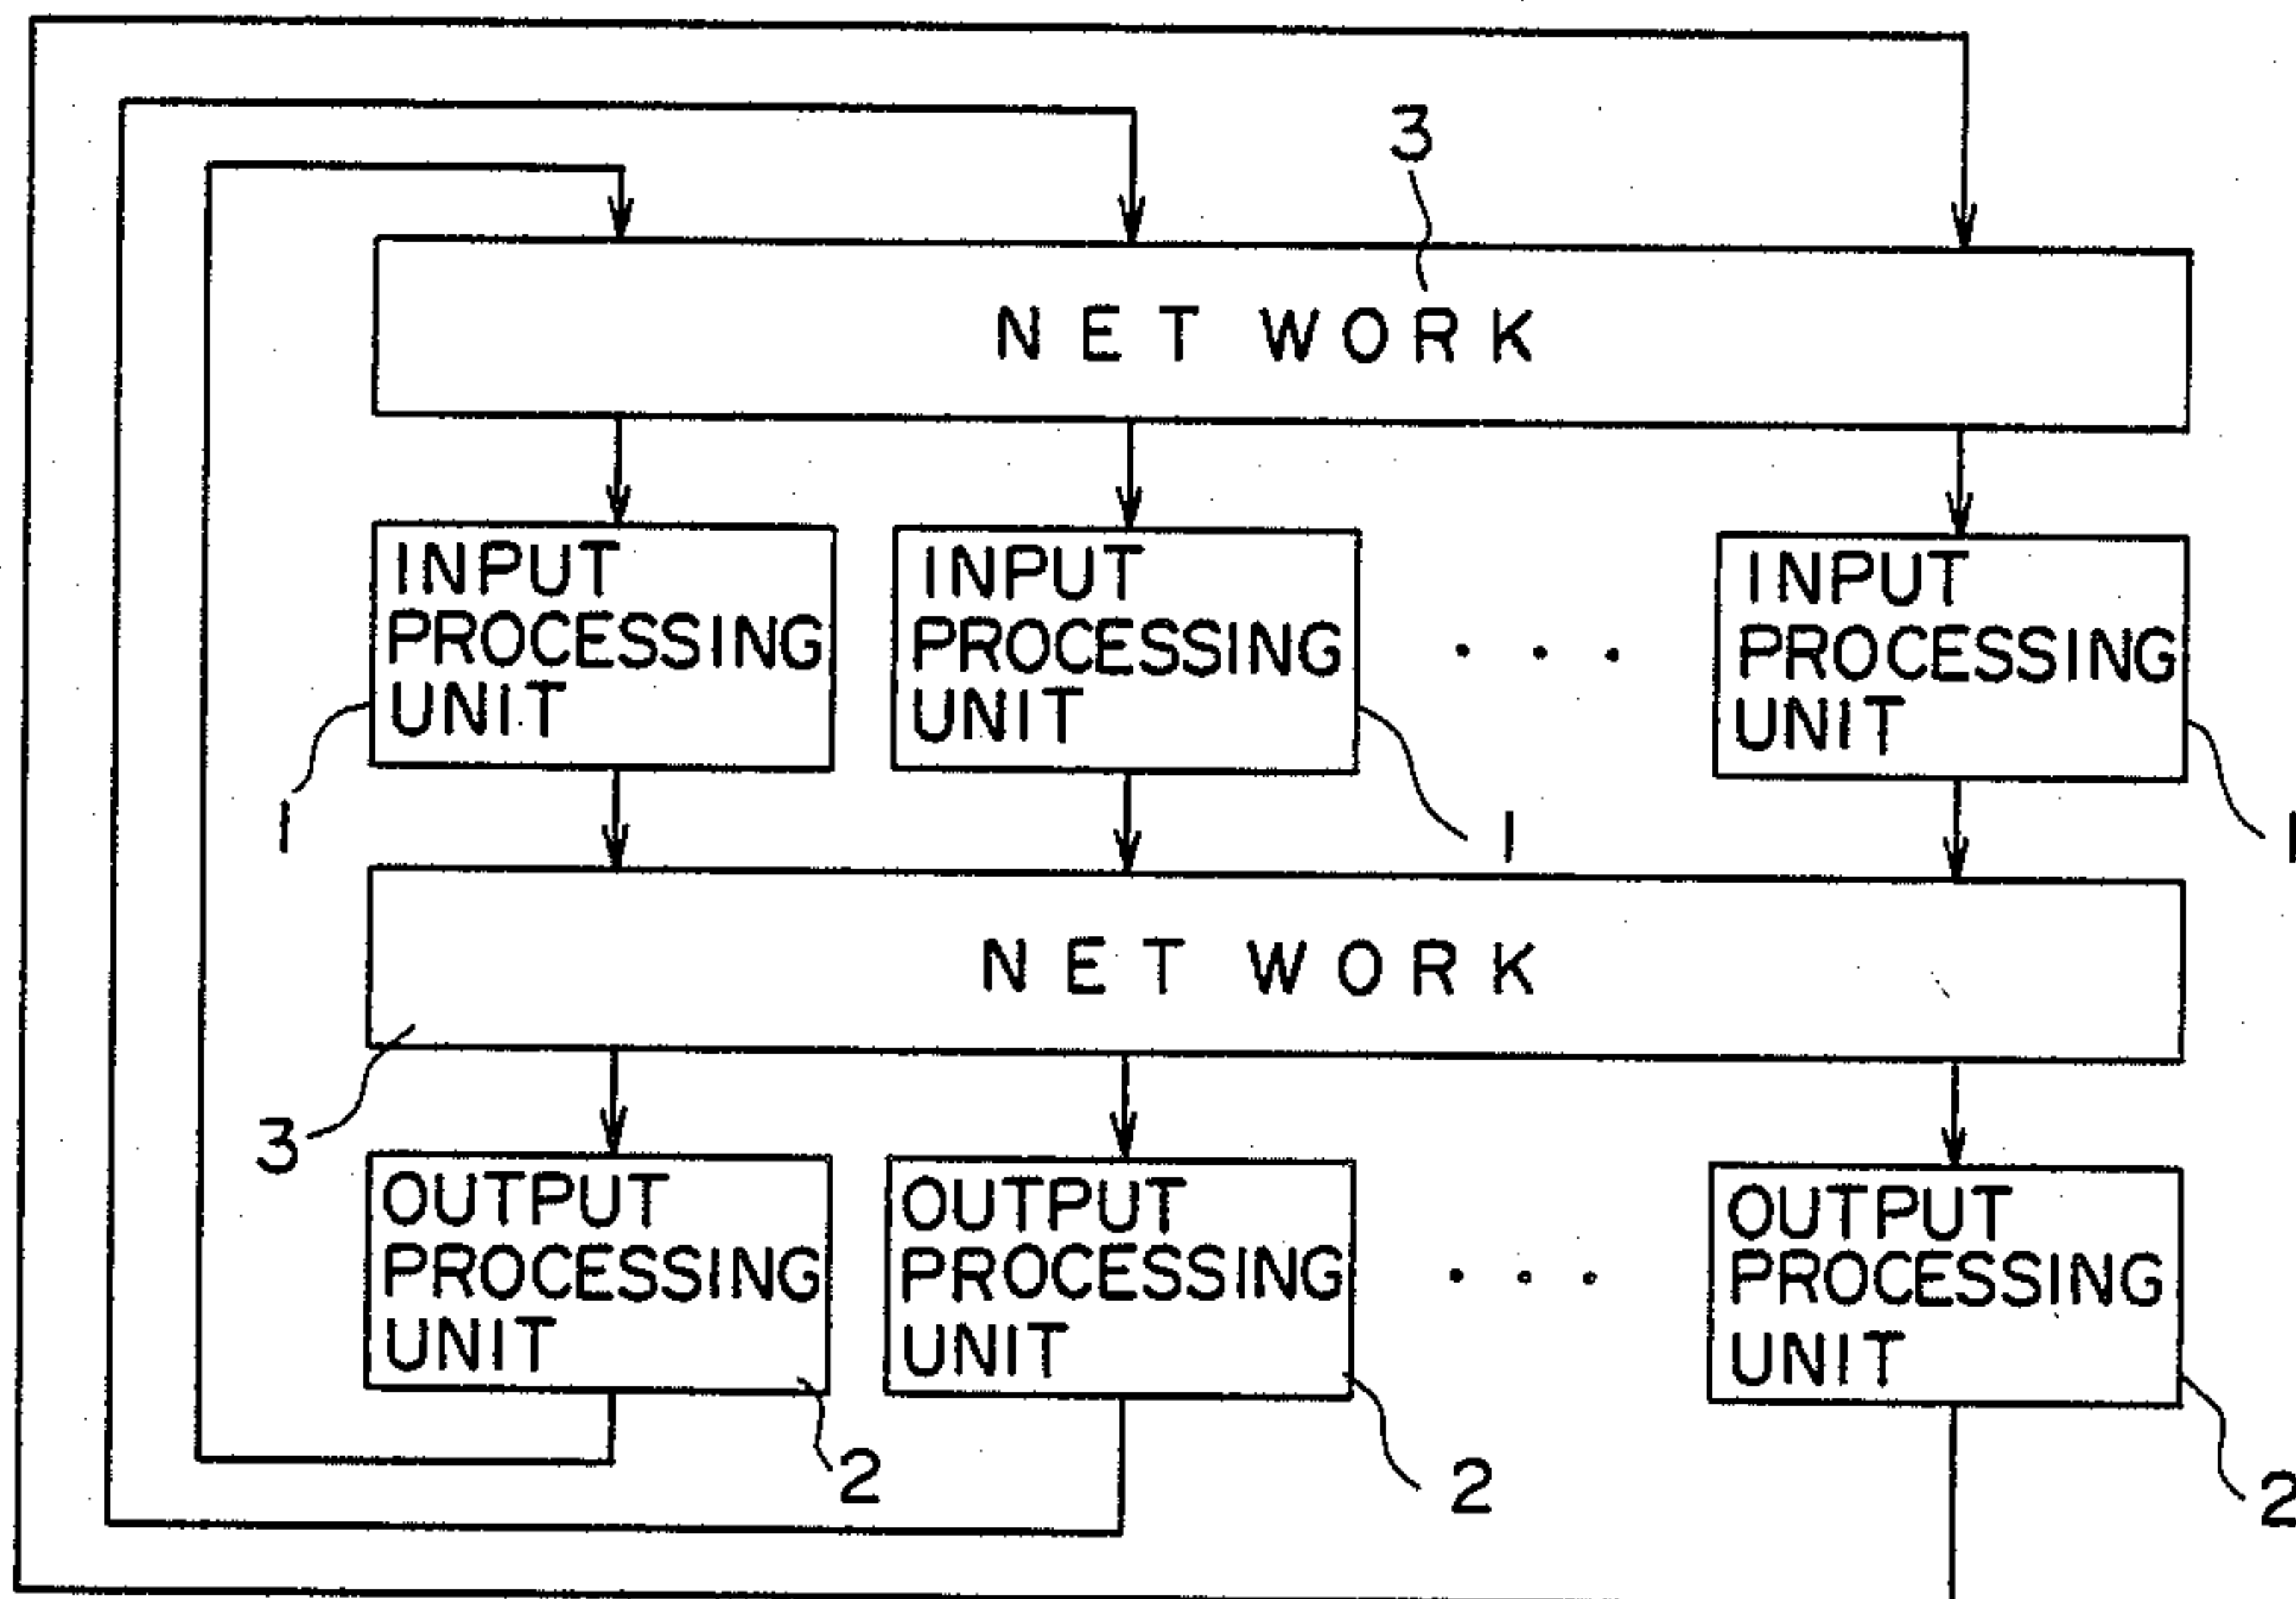 3
NET WORK
INPUT
PROCESSING
UNIT
INPUT
PROCESSING
UNIT
. . .
INPUT
PROCESSING
UNIT
1
1
1
NET WORK
3
OUTPUT
PROCESSING
UNIT
OUTPUT
PROCESSING
UNIT
. . .
OUTPUT
PROCESSING
UNIT
2
2
2